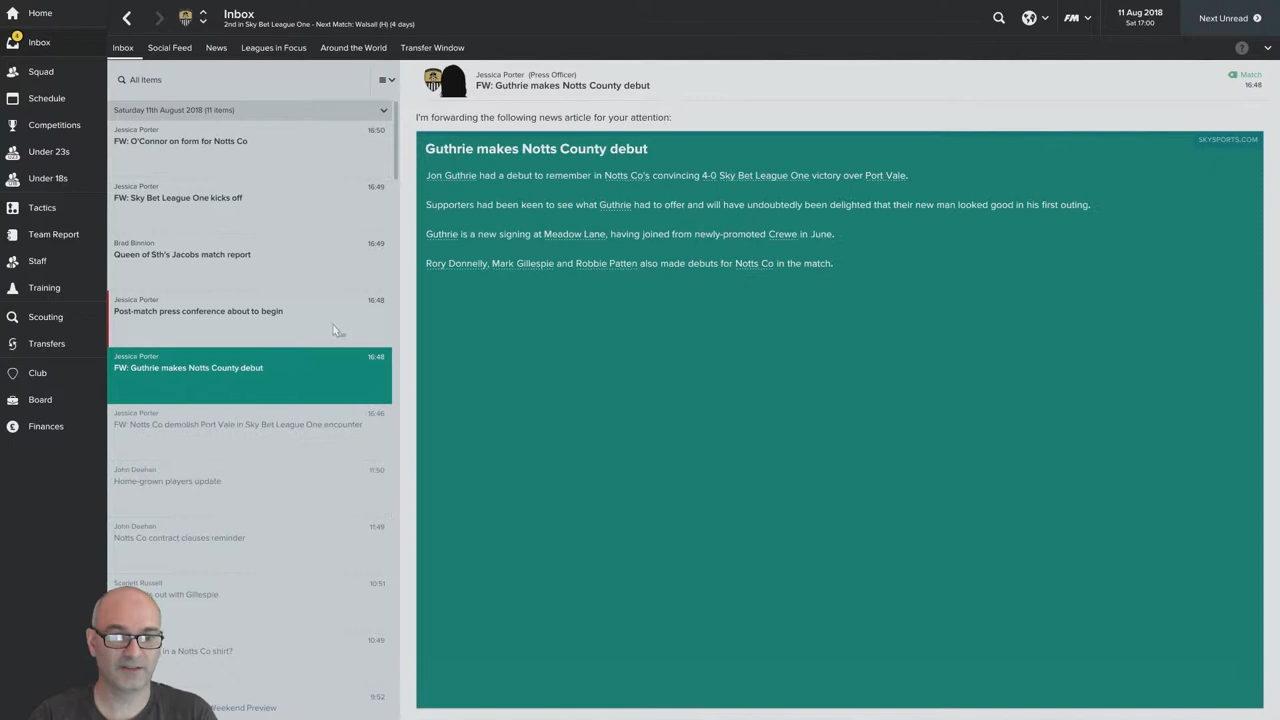 Inbox
2nd in Sky Bet League One - Next Match: Walsall (H) (4 days)
FM
11 Aug 2018
Sat 17:00
Next Unread
Home
4
Inbox
Squad
Schedule
Competitions
Under 23s
Under 18s
Tactics
Team Report
Staff
Training
Scouting
Transfers
Club
Board
Finances
Inbox
Social Feed
News
Leagues in Focus
Around the World
Transfer Window
?
All Items
Saturday 11th August 2018 (11 items)
Jessica Porter 16:50
FW: O'Connor on form for Notts Co
Jessica Porter 16:49
FW: Sky Bet League One kicks off
Brad Binnion 16:49
Queen of Sth's Jacobs match report
Jessica Porter 16:48
Post-match press conference about to begin
Jessica Porter 16:48
FW: Guthrie makes Notts County debut
Jessica Porter 16:46
FW: Notts Co demolish Port Vale in Sky Bet League One encounter
John Deehan 11:50
Home-grown players update
John Deehan 11:49
Notts Co contract clauses reminder
Scarlett Russell 10:51
out with Gillespie
10:49
in a Notts Co shirt?
9:52
Weekend Preview
Jessica Porter (Press Officer)
FW: Guthrie makes Notts County debut
Match
16:48
I'm forwarding the following news article for your attention:
SKYSPORTS.COM
Guthrie makes Notts County debut
Jon Guthrie had a debut to remember in Notts Co's convincing 4-0 Sky Bet League One victory over Port Vale.
Supporters had been keen to see what Guthrie had to offer and will have undoubtedly been delighted that their new man looked good in his first outing.
Guthrie is a new signing at Meadow Lane, having joined from newly-promoted Crewe in June.
Rory Donnelly, Mark Gillespie and Robbie Patten also made debuts for Notts Co in the match.